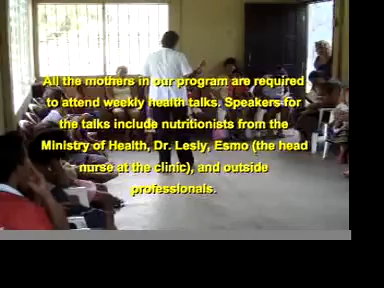 All the mothers in our program are required
to attend weekly health talks. Speakers for
the talks include nutritionists from the
Ministry of Health, Dr. Lesly, Esmo (the head
nurse at the clinic), and outside
professionals.